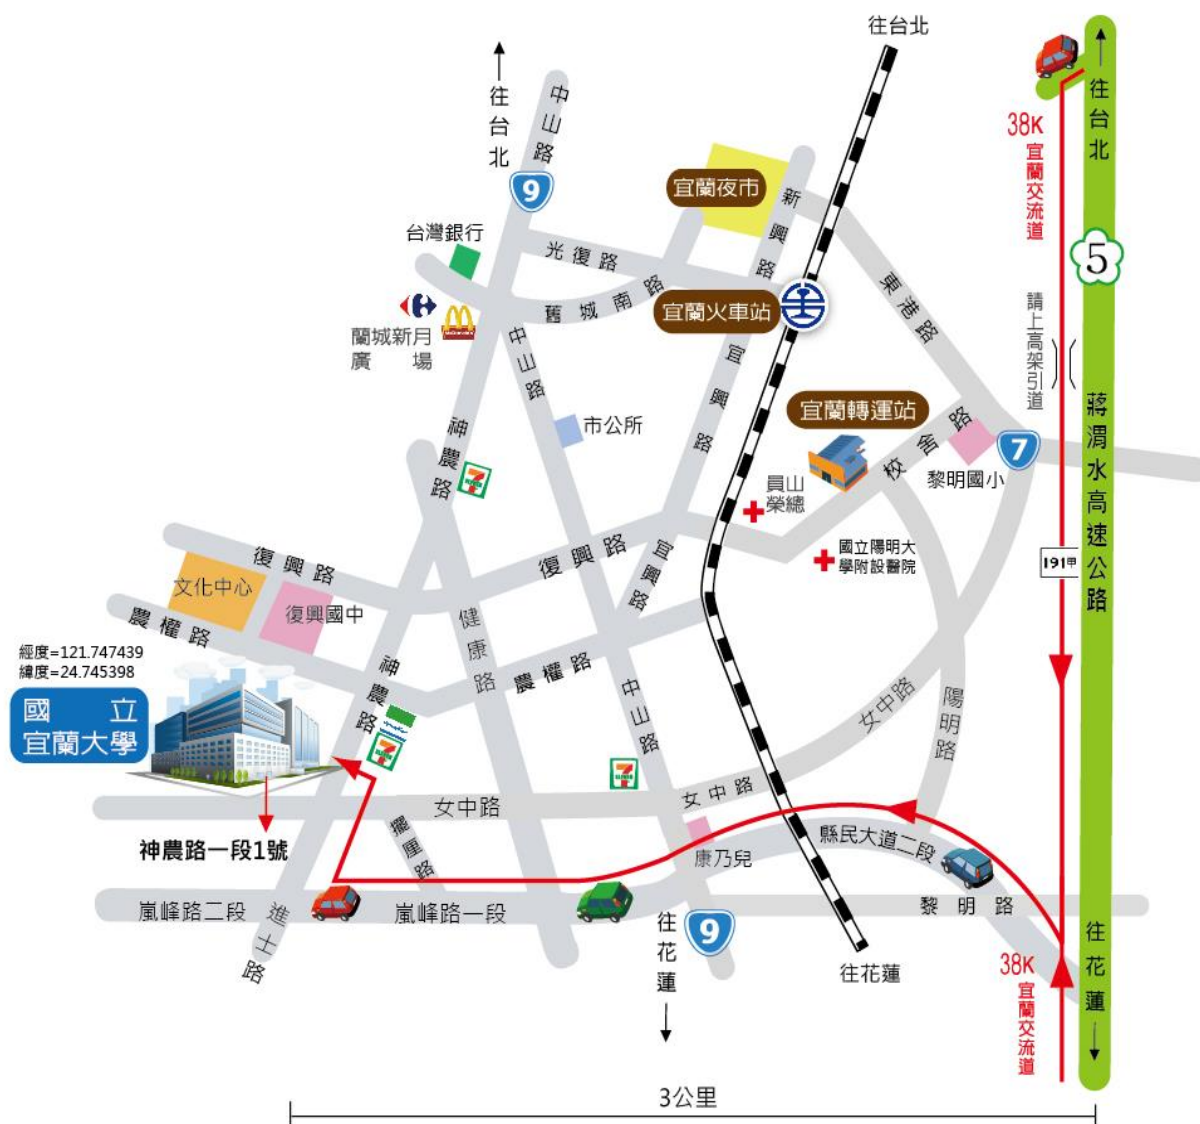 往台北
往台北
中山路
9
往台北
38K
宜蘭交流道
宜蘭夜市
新興路
台灣銀行
光復路
舊城南路
東港路
5
蘭城新月
廣場
宜蘭火車站
請上高架引道
中山路
宜興路
宜蘭轉運站
校舍路
蔣渭水高速公路
市公所
神農路
7
7
ELEVEN
員山
榮總
黎明國小
復興路
復興路
宜興路
國立陽明大
學附設醫院
191甲
文化中心
復興國中
健康路
農權路
農權路
經度=121.747439
緯度=24.745398
國立
宜蘭大學
神農路
7
ELEVEN
中山路
7
ELEVEN
女中路
陽明路
女中路
女中路
擺厘路
神農路一段1號
康乃兒
縣民大道二段
嵐峰路二段
進士路
嵐峰路一段
黎明路
往花蓮
9
往花蓮
38K
宜蘭交流道
往花蓮
3公里